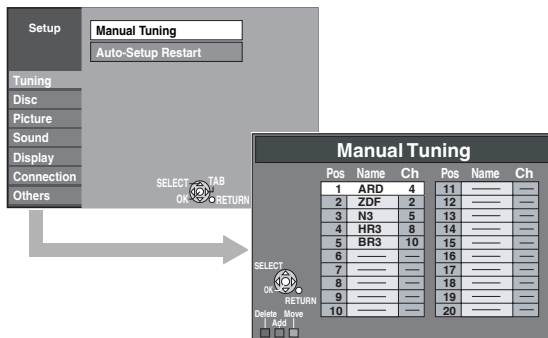 Setup
Manual Tuning
Auto-Setup Restart
Tuning
Disc
Picture
Sound
Display
Connection
Others
SELECT TAB
OK RETURN
Manual Tuning
Pos Name Ch Pos Name Ch
1 ARD 4 11 — —
2 ZDF 2 12 — —
3 N3 5 13 — —
4 HR3 8 14 — —
5 BR3 10 15 — —
6 — — 16 — —
7 — — 17 — —
8 — — 18 — —
9 — — 19 — —
10 — — 20 — —
SELECT
OK
RETURN
Delete Move
Add